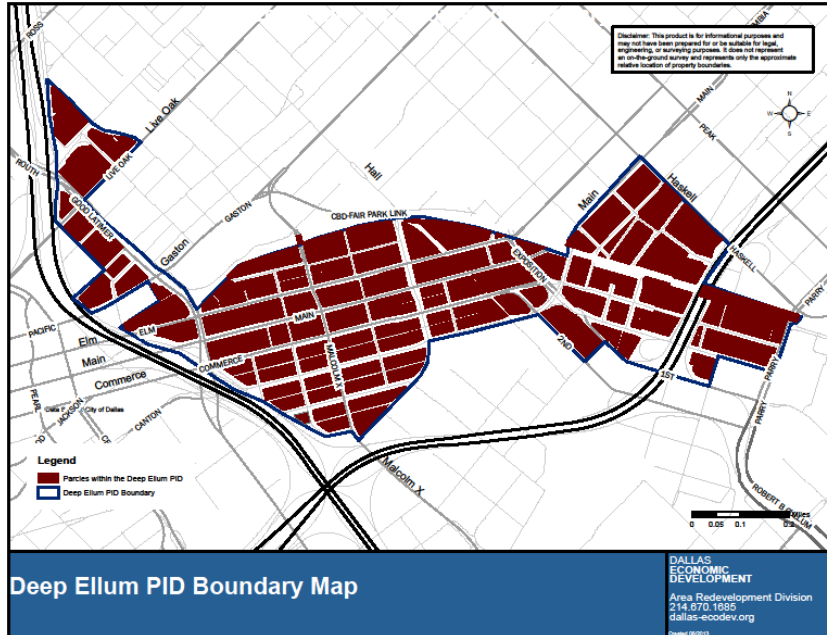 ROSS
Disclaimer: This product is for informational purposes and
may not have been prepared for or be suitable for legal,
engineering, or surveying purposes. It does not represent
an on-the-ground survey and represents only the approximate
relative location of property boundaries.
MAIN
N
W E
S
PEAK
Live Oak
LIVE OAK
ROUTH
Hall
Main
Haskell
GOOD LATIMER
GASTON
CBD-FAIR PARK LINK
Gaston
EXPOSITION
HASKELL
PARRY
PACIFIC
ELM
MAIN
Elm
Main
COMMERCE
MALCOLM X
2ND
1ST
PARRY
Commerce
PEARL
JACKSON
City of Dallas
CANTON
PARRY
Legend
Parcles within the Deep Ellum PID
Deep Ellum PID Boundary
Malcolm X
ROBERT B
0 0.05 0.1 0.2
Deep Ellum PID Boundary Map
DALLAS
ECONOMIC
DEVELOPMENT
Area Redevelopment Division
214.670.1685
dallas-ecodev.org